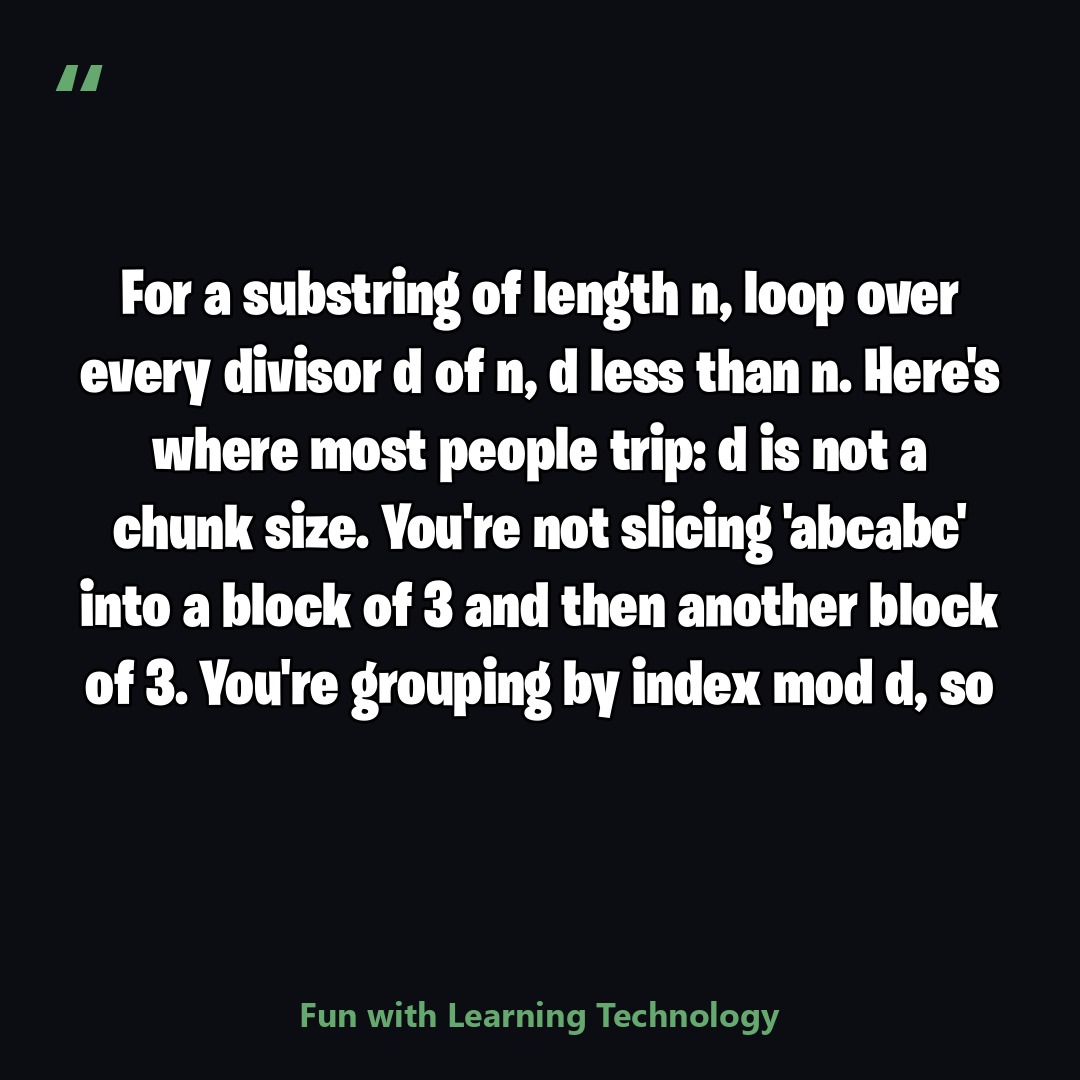 “
For a substring of length n, loop over
every divisor d of n, d less than n. Here's
where most people trip: d is not a
chunk size. You're not slicing 'abcabc'
into a block of 3 and then another block
of 3. You're grouping by index mod d, so
Fun with Learning Technology